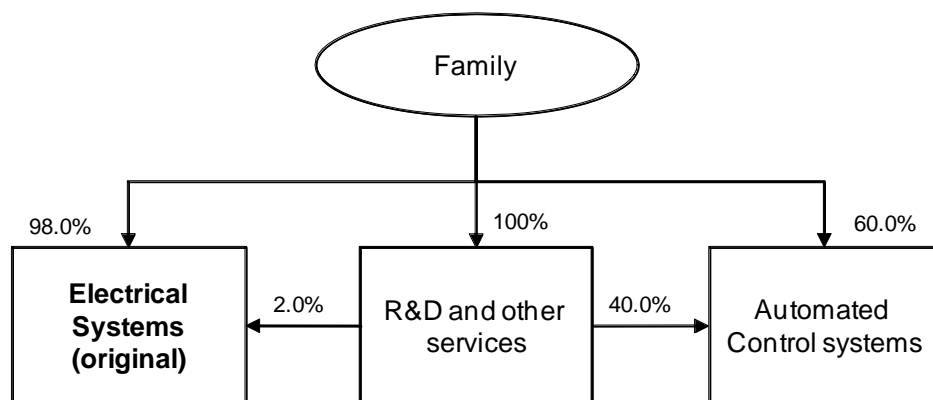 Family
98.0%
100%
60.0%
Electrical
Systems
(original)
2.0%
R&D and other
services
40.0%
Automated
Control systems